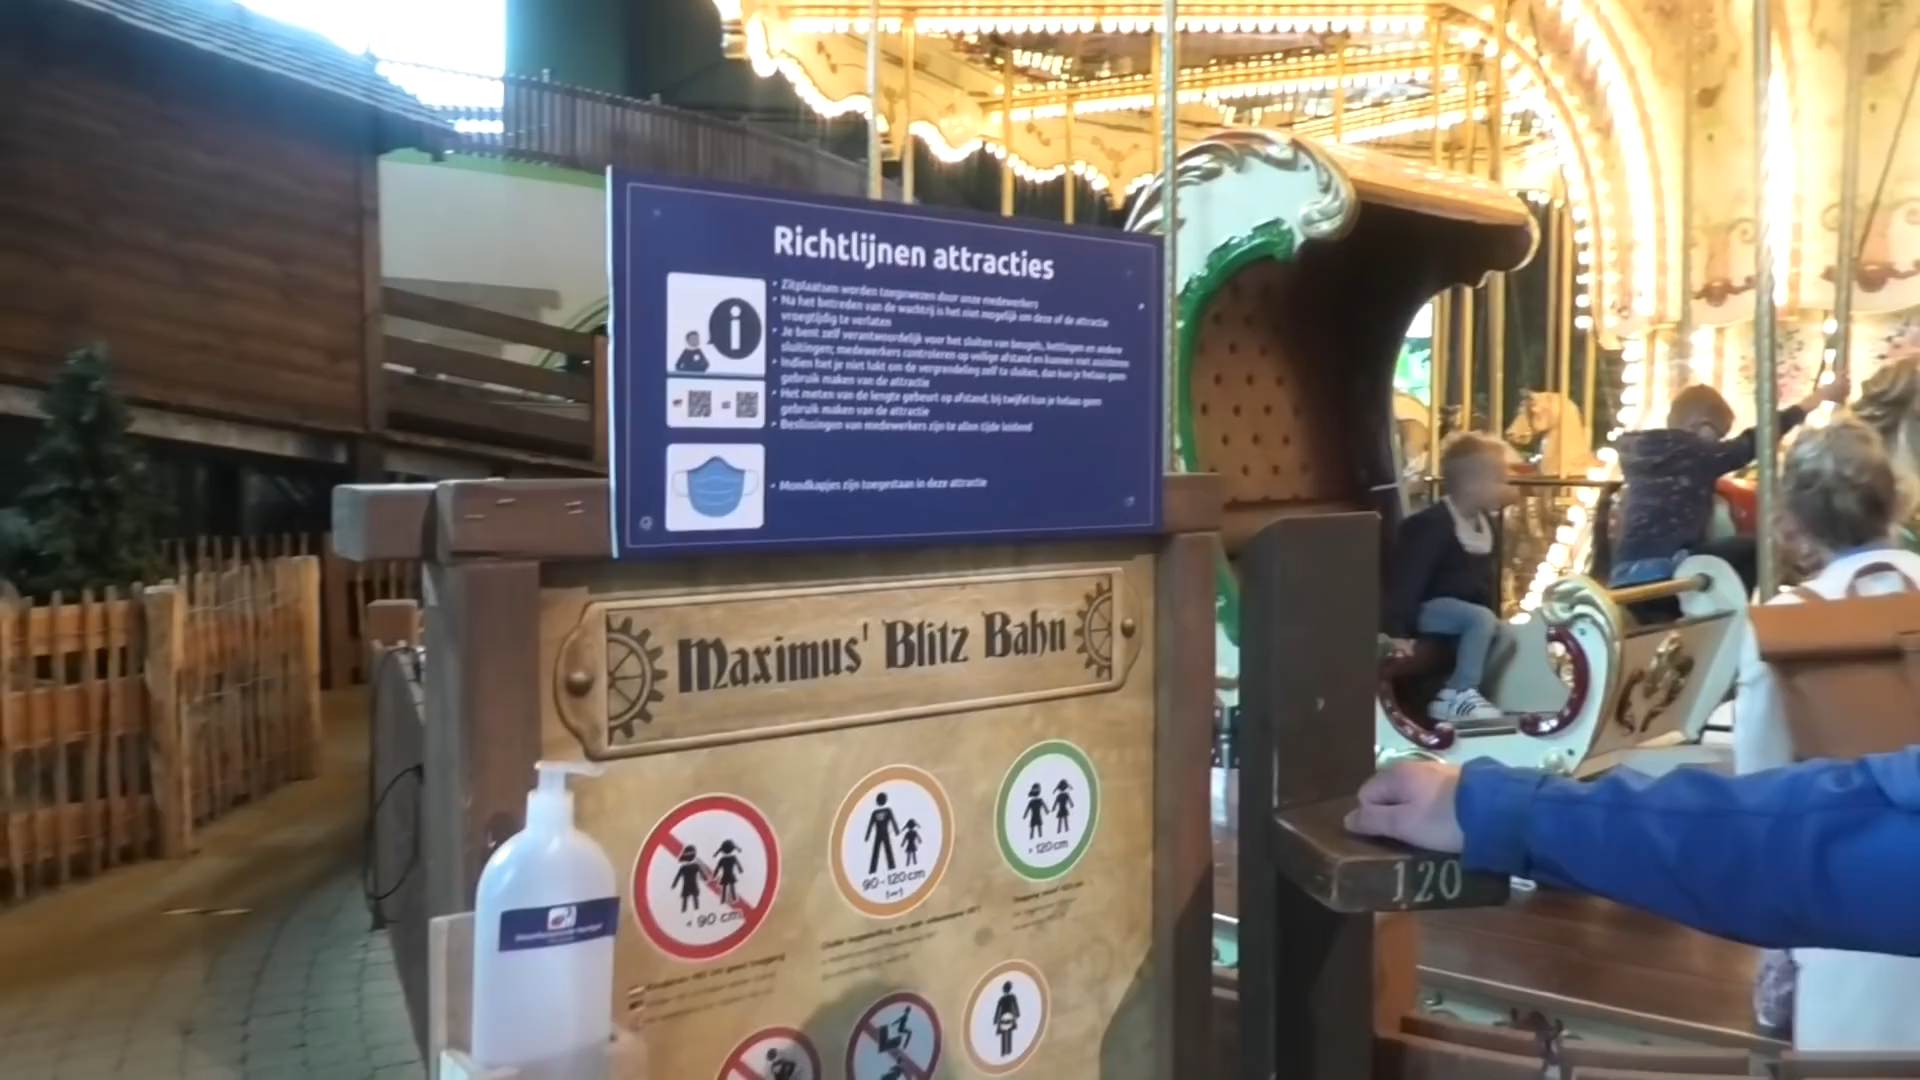 Richtlijnen attracties
• Zitplaatsen worden toegewezen door onze medewerkers
• Na het betreden van de wachtrij is het niet mogelijk om deze of de attractie
vroegtijdig te verlaten
• Je bent zelf verantwoordelijk voor het sluiten van beugels, kettingen en andere
sluitingen; medewerkers controleren op veilige afstand en kunnen niet assisteren
• Indien het je niet lukt om de vergrendeling zelf te sluiten, dan kun je helaas geen
gebruik maken van de attractie
• Het meten van de lengte gebeurt op afstand, bij twijfel kun je helaas geen
gebruik maken van de attractie
• Beslissingen van medewerkers zijn te allen tijde leidend
• Mondkapjes zijn toegestaan in deze attractie
Maximus' Blitz Bahn
< 90 cm
90-120cm
1↔1
> 120cm
120